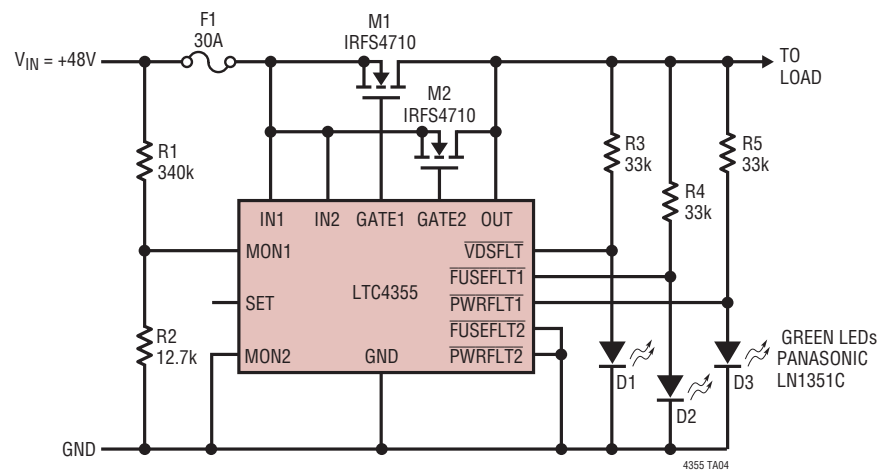 F1
30A
M1
IRFS4710
VIN = +48V
TO
LOAD
M2
IRFS4710
R1
340k
R3
33k
R5
33k
R4
33k
IN1 IN2 GATE1 GATE2 OUT
MON1
VDSFLT
FUSEFLT1
LTC4355
SET
PWRFLT1
R2
12.7k
FUSEFLT2
MON2
GND
PWRFLT2
GREEN LEDs
PANASONIC
LN1351C
D1
D3
D2
GND
4355 TA04